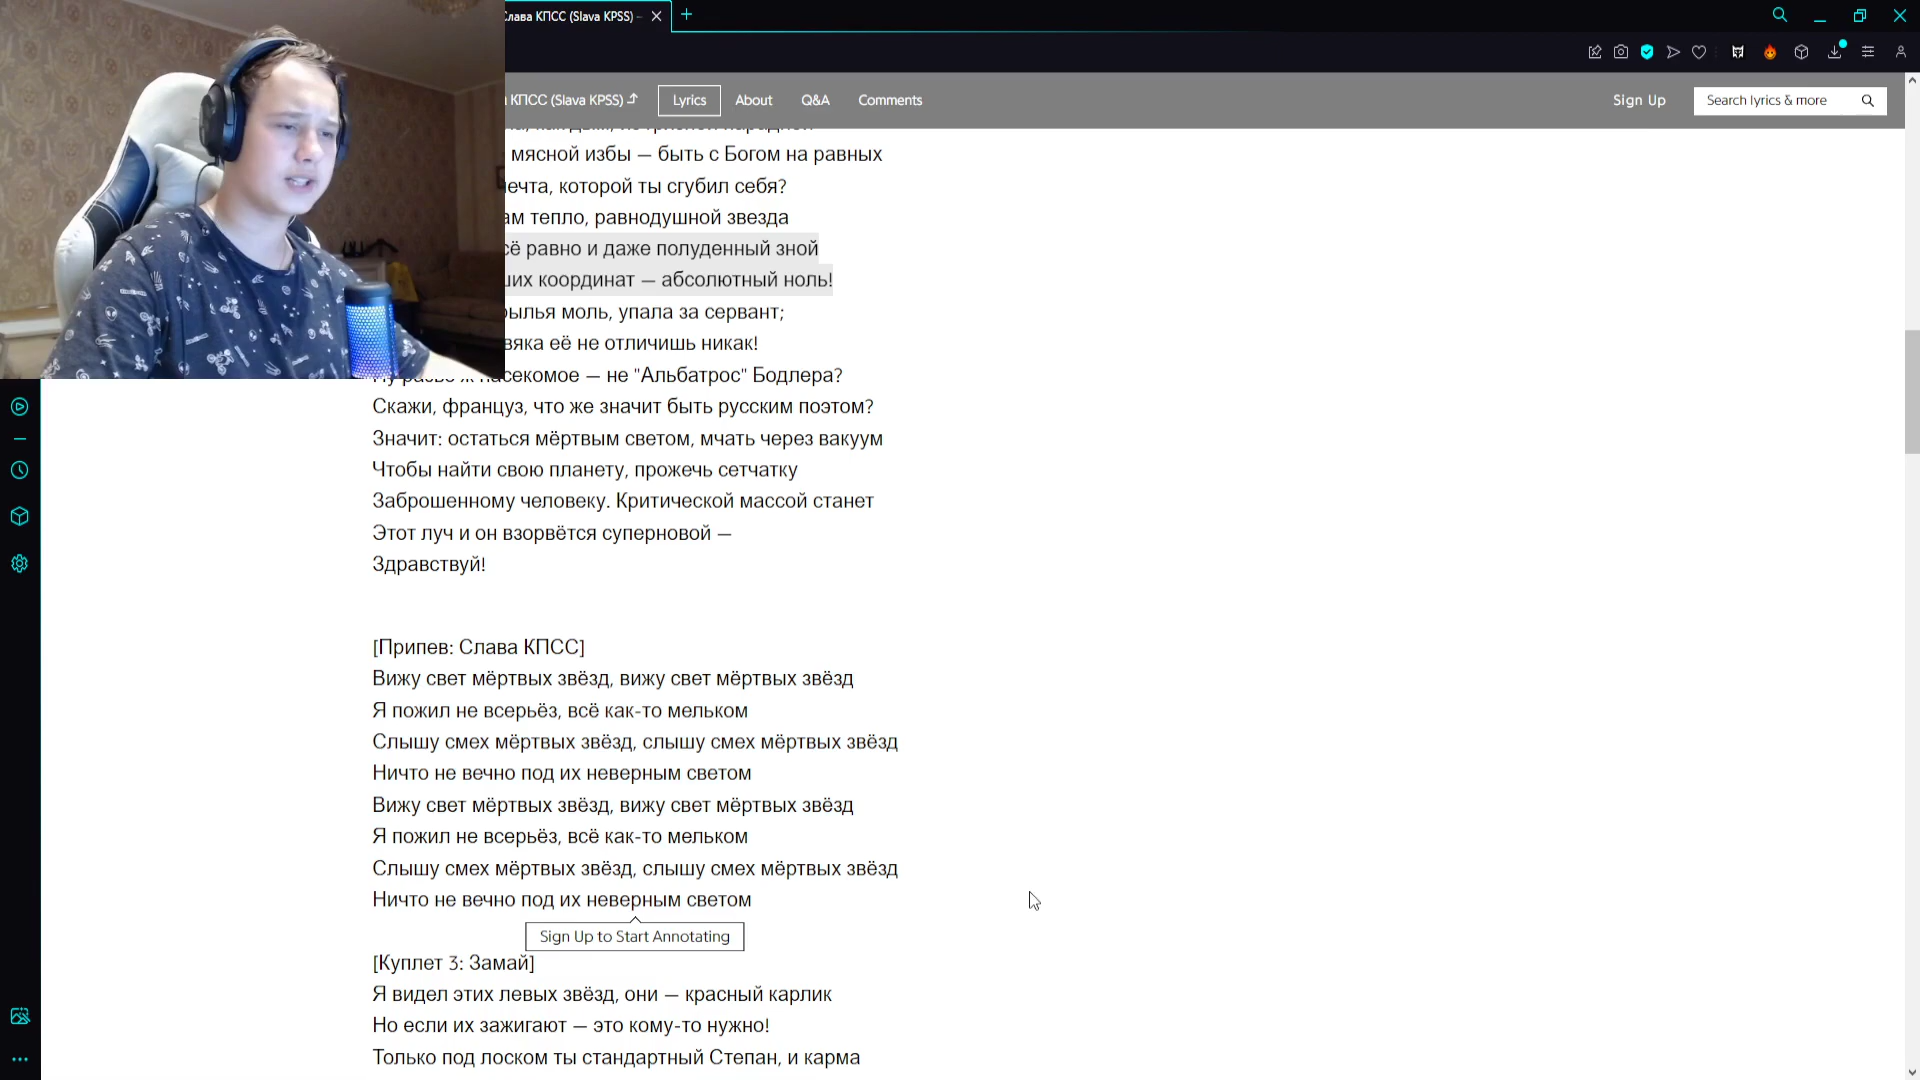 Слава КПСС (Slava KPSS) –
КПСС (Slava KPSS)
Lyrics
About
Q&A
Comments
Sign Up
Search lyrics & more
мясной избы — быть с Богом на равных
которой ты сгубил себя?
тепло, равнодушной звезда
равно и даже полуденный зной
координат — абсолютный ноль!
моль, упала за сервант;
её не отличишь никак!
— не "Альбатрос" Бодлера?
Скажи, француз, что же значит быть русским поэтом?
Значит: остаться мёртвым светом, мчать через вакуум
Чтобы найти свою планету, прожечь сетчатку
Заброшенному человеку. Критической массой станет
Этот луч и он взорвётся суперновой —
Здравствуй!
[Припев: Слава КПСС]
Вижу свет мёртвых звёзд, вижу свет мёртвых звёзд
Я пожил не всерьёз, всё как-то мельком
Слышу смех мёртвых звёзд, слышу смех мёртвых звёзд
Ничто не вечно под их неверным светом
Вижу свет мёртвых звёзд, вижу свет мёртвых звёзд
Я пожил не всерьёз, всё как-то мельком
Слышу смех мёртвых звёзд, слышу смех мёртвых звёзд
Ничто не вечно под их неверным светом
Sign Up to Start Annotating
[Куплет 3: Замай]
Я видел этих левых звёзд, они — красный карлик
Но если их зажигают — это кому-то нужно!
Только под лоском ты стандартный Степан, и карма